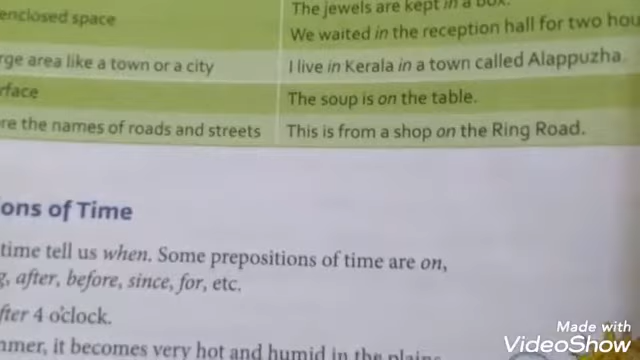 The jewels are kept in a box.
enclosed space
We waited in the reception hall for two hou
rge area like a town or a city
I live in Kerala in a town called Alappuzha.
rface
The soup is on the table.
re the names of roads and streets
This is from a shop on the Ring Road.
ons of Time
time tell us when. Some prepositions of time are on,
g, after, before, since, for, etc.
fter 4 o'clock.
mmer, it becomes very hot and humid in the plains
Made with
VideoShow